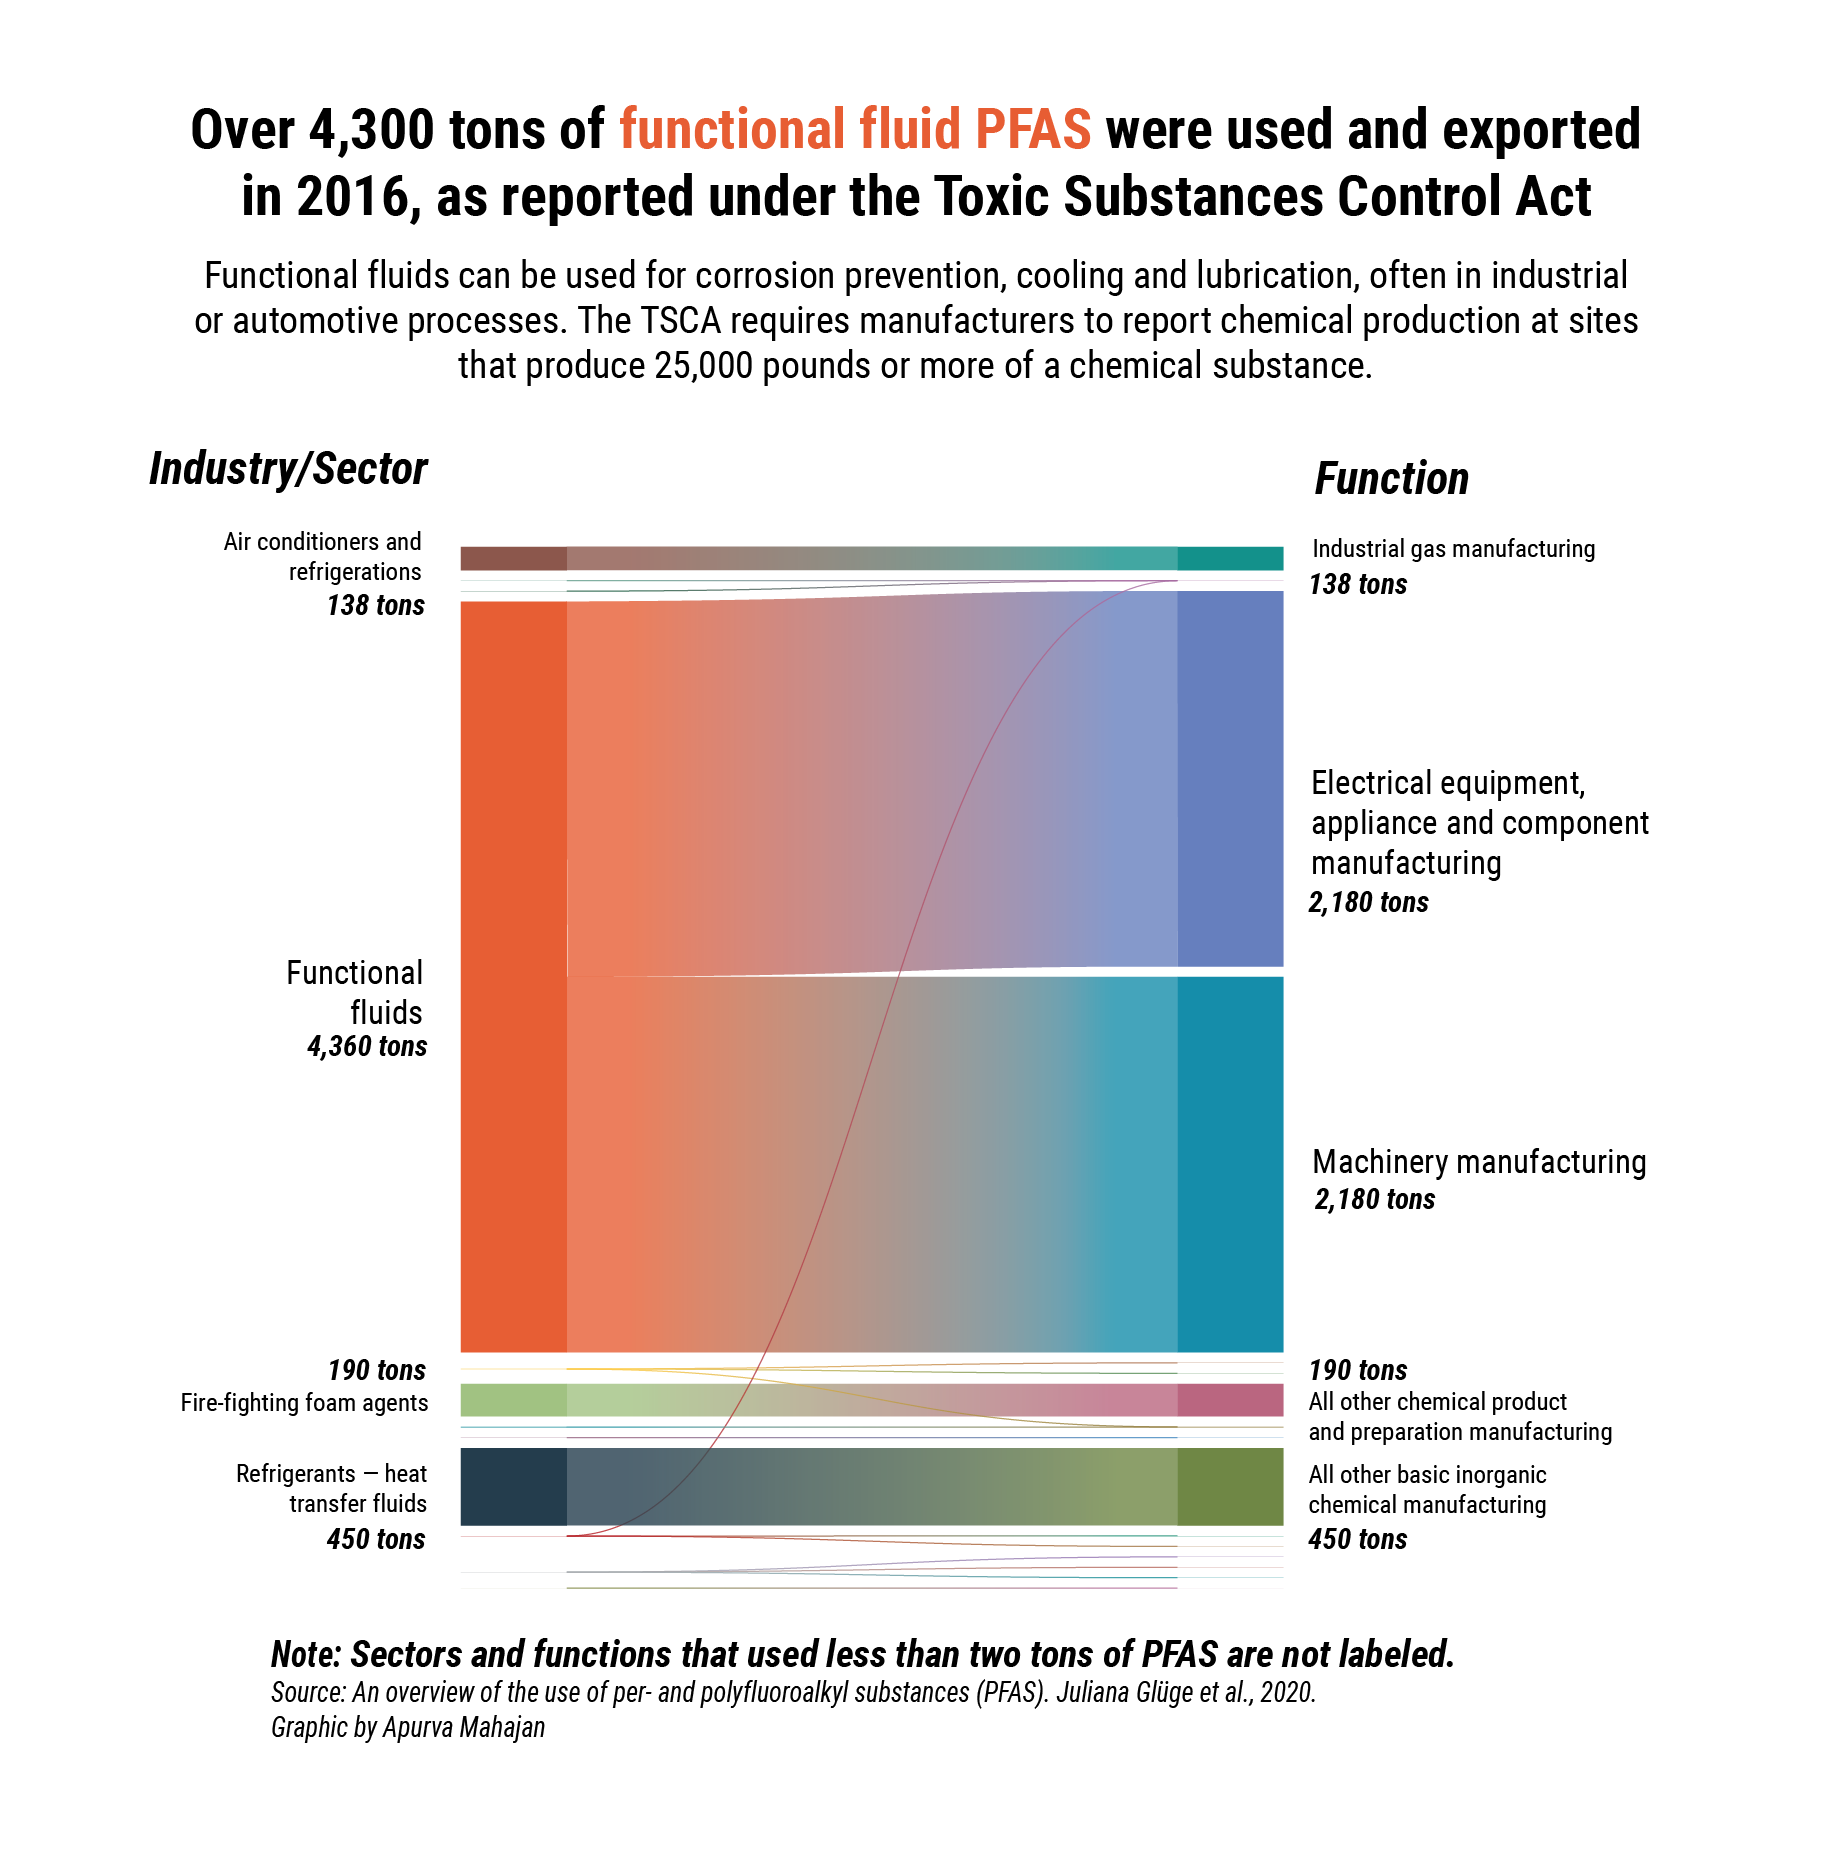 Over 4,300 tons of functional fluid PFAS were used and exported
in 2016, as reported under the Toxic Substances Control Act
Functional fluids can be used for corrosion prevention, cooling and lubrication, often in industrial
or automotive processes. The TSCA requires manufacturers to report chemical production at sites
that produce 25,000 pounds or more of a chemical substance.
Industry/Sector
Function
Air conditioners and
refrigerations
138 tons
Industrial gas manufacturing
138 tons
Electrical equipment,
appliance and component
manufacturing
2,180 tons
Functional
fluids
4,360 tons
Machinery manufacturing
2,180 tons
190 tons
Fire-fighting foam agents
190 tons
All other chemical product
and preparation manufacturing
Refrigerants — heat
transfer fluids
450 tons
All other basic inorganic
chemical manufacturing
450 tons
Note: Sectors and functions that used less than two tons of PFAS are not labeled.
Source: An overview of the use of per- and polyfluoroalkyl substances (PFAS). Juliana Glüge et al., 2020.
Graphic by Apurva Mahajan